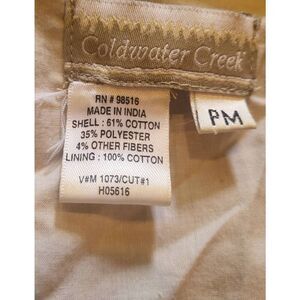 Coldwater Creek
PM
RN # 98516
MADE IN INDIA
SHELL : 61% COTTON
35% POLYESTER
4% OTHER FIBERS
LINING : 100% COTTON
V#M 1073/CUT#1
H05616